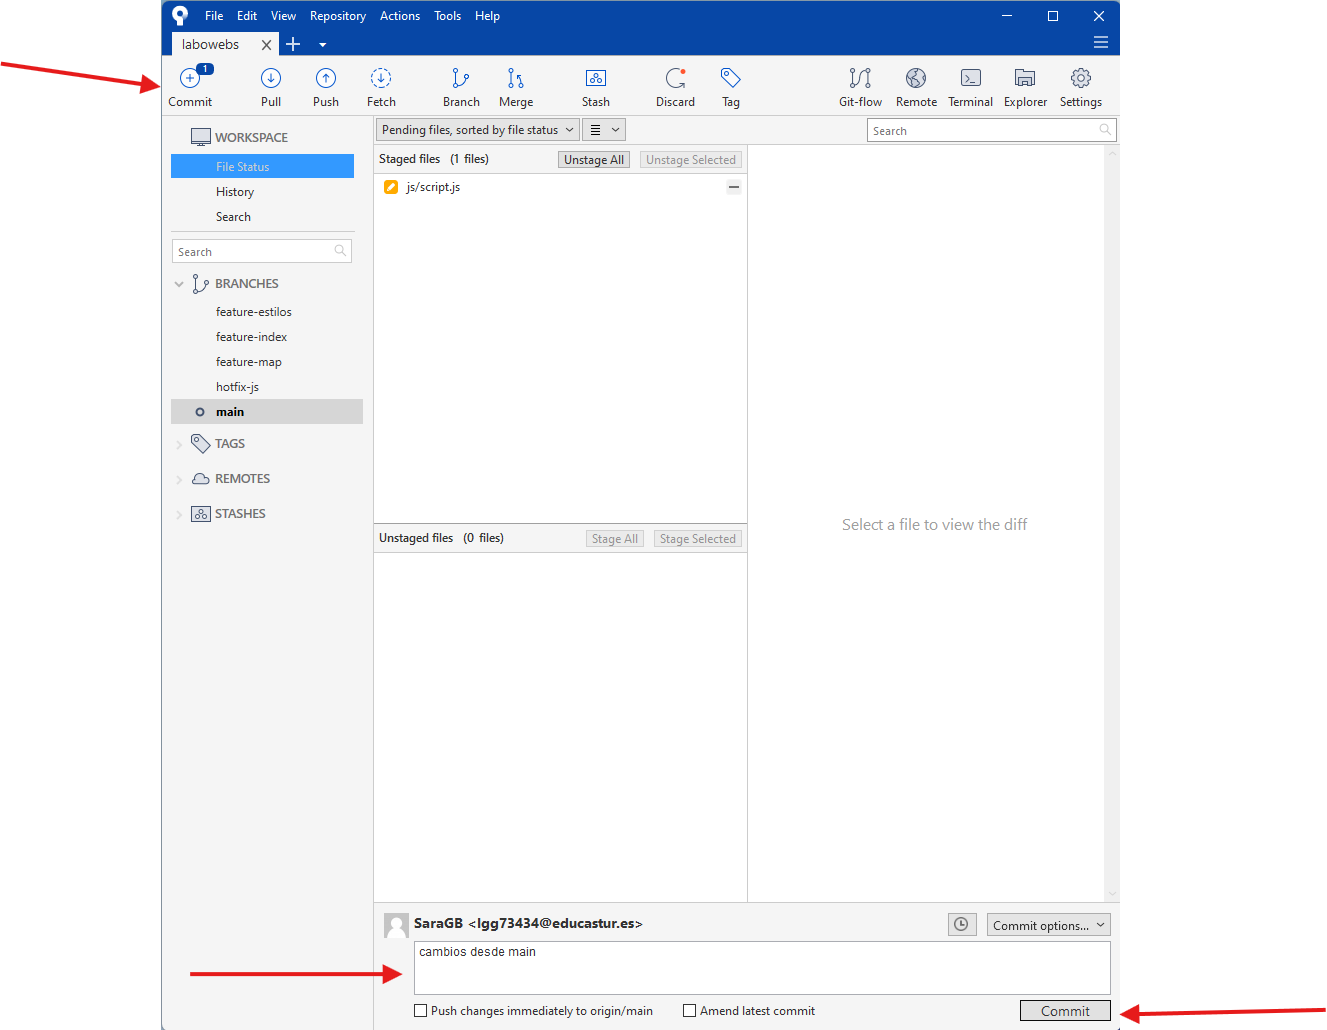 File Edit View Repository Actions Tools Help
labowebs
1
Commit Pull Push Fetch Branch Merge Stash Discard Tag Git-flow Remote Terminal Explorer Settings
WORKSPACE
File Status
History
Search
Search
BRANCHES
feature-estilos
feature-index
feature-map
hotfix-js
main
TAGS
REMOTES
STASHES
Pending files, sorted by file status
Search
Staged files (1 files) Unstage All Unstage Selected
js/script.js
Unstaged files (0 files) Stage All Stage Selected
Select a file to view the diff
SaraGB <lgg73434@educastur.es> Commit options...
cambios desde main
Push changes immediately to origin/main Amend latest commit Commit